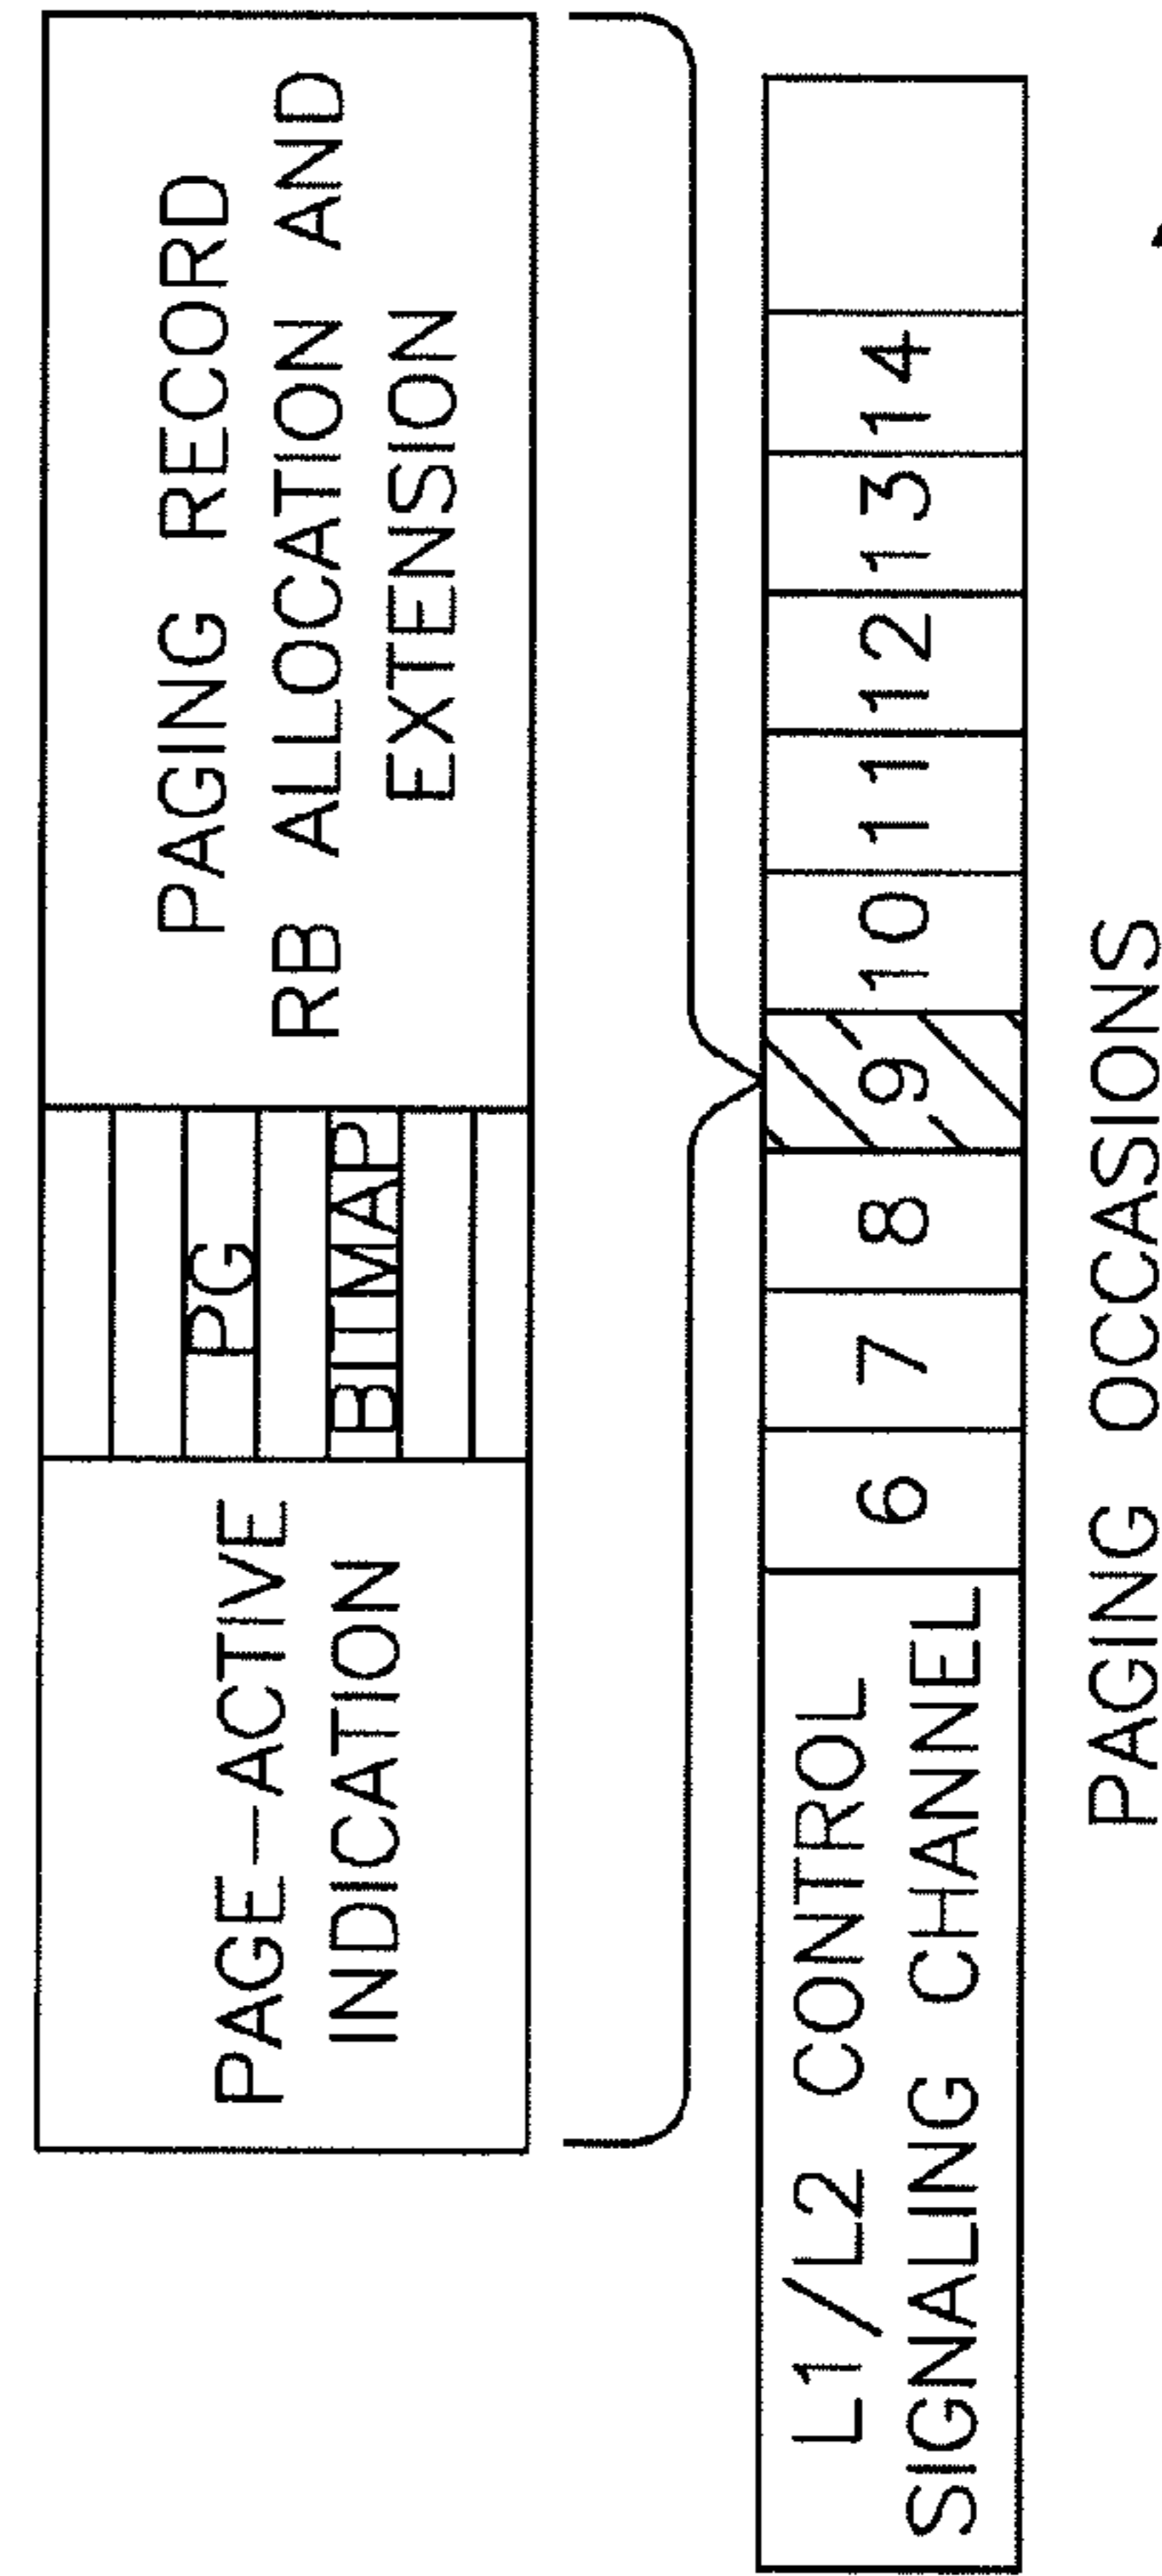 PAGE-ACTIVE
INDICATION
PG
BITMAP
PAGING RECORD
RB ALLOCATION AND
EXTENSION
L1/L2 CONTROL
SIGNALING CHANNEL
6 7 8 9 10 11 12 13 14
PAGING OCCASIONS